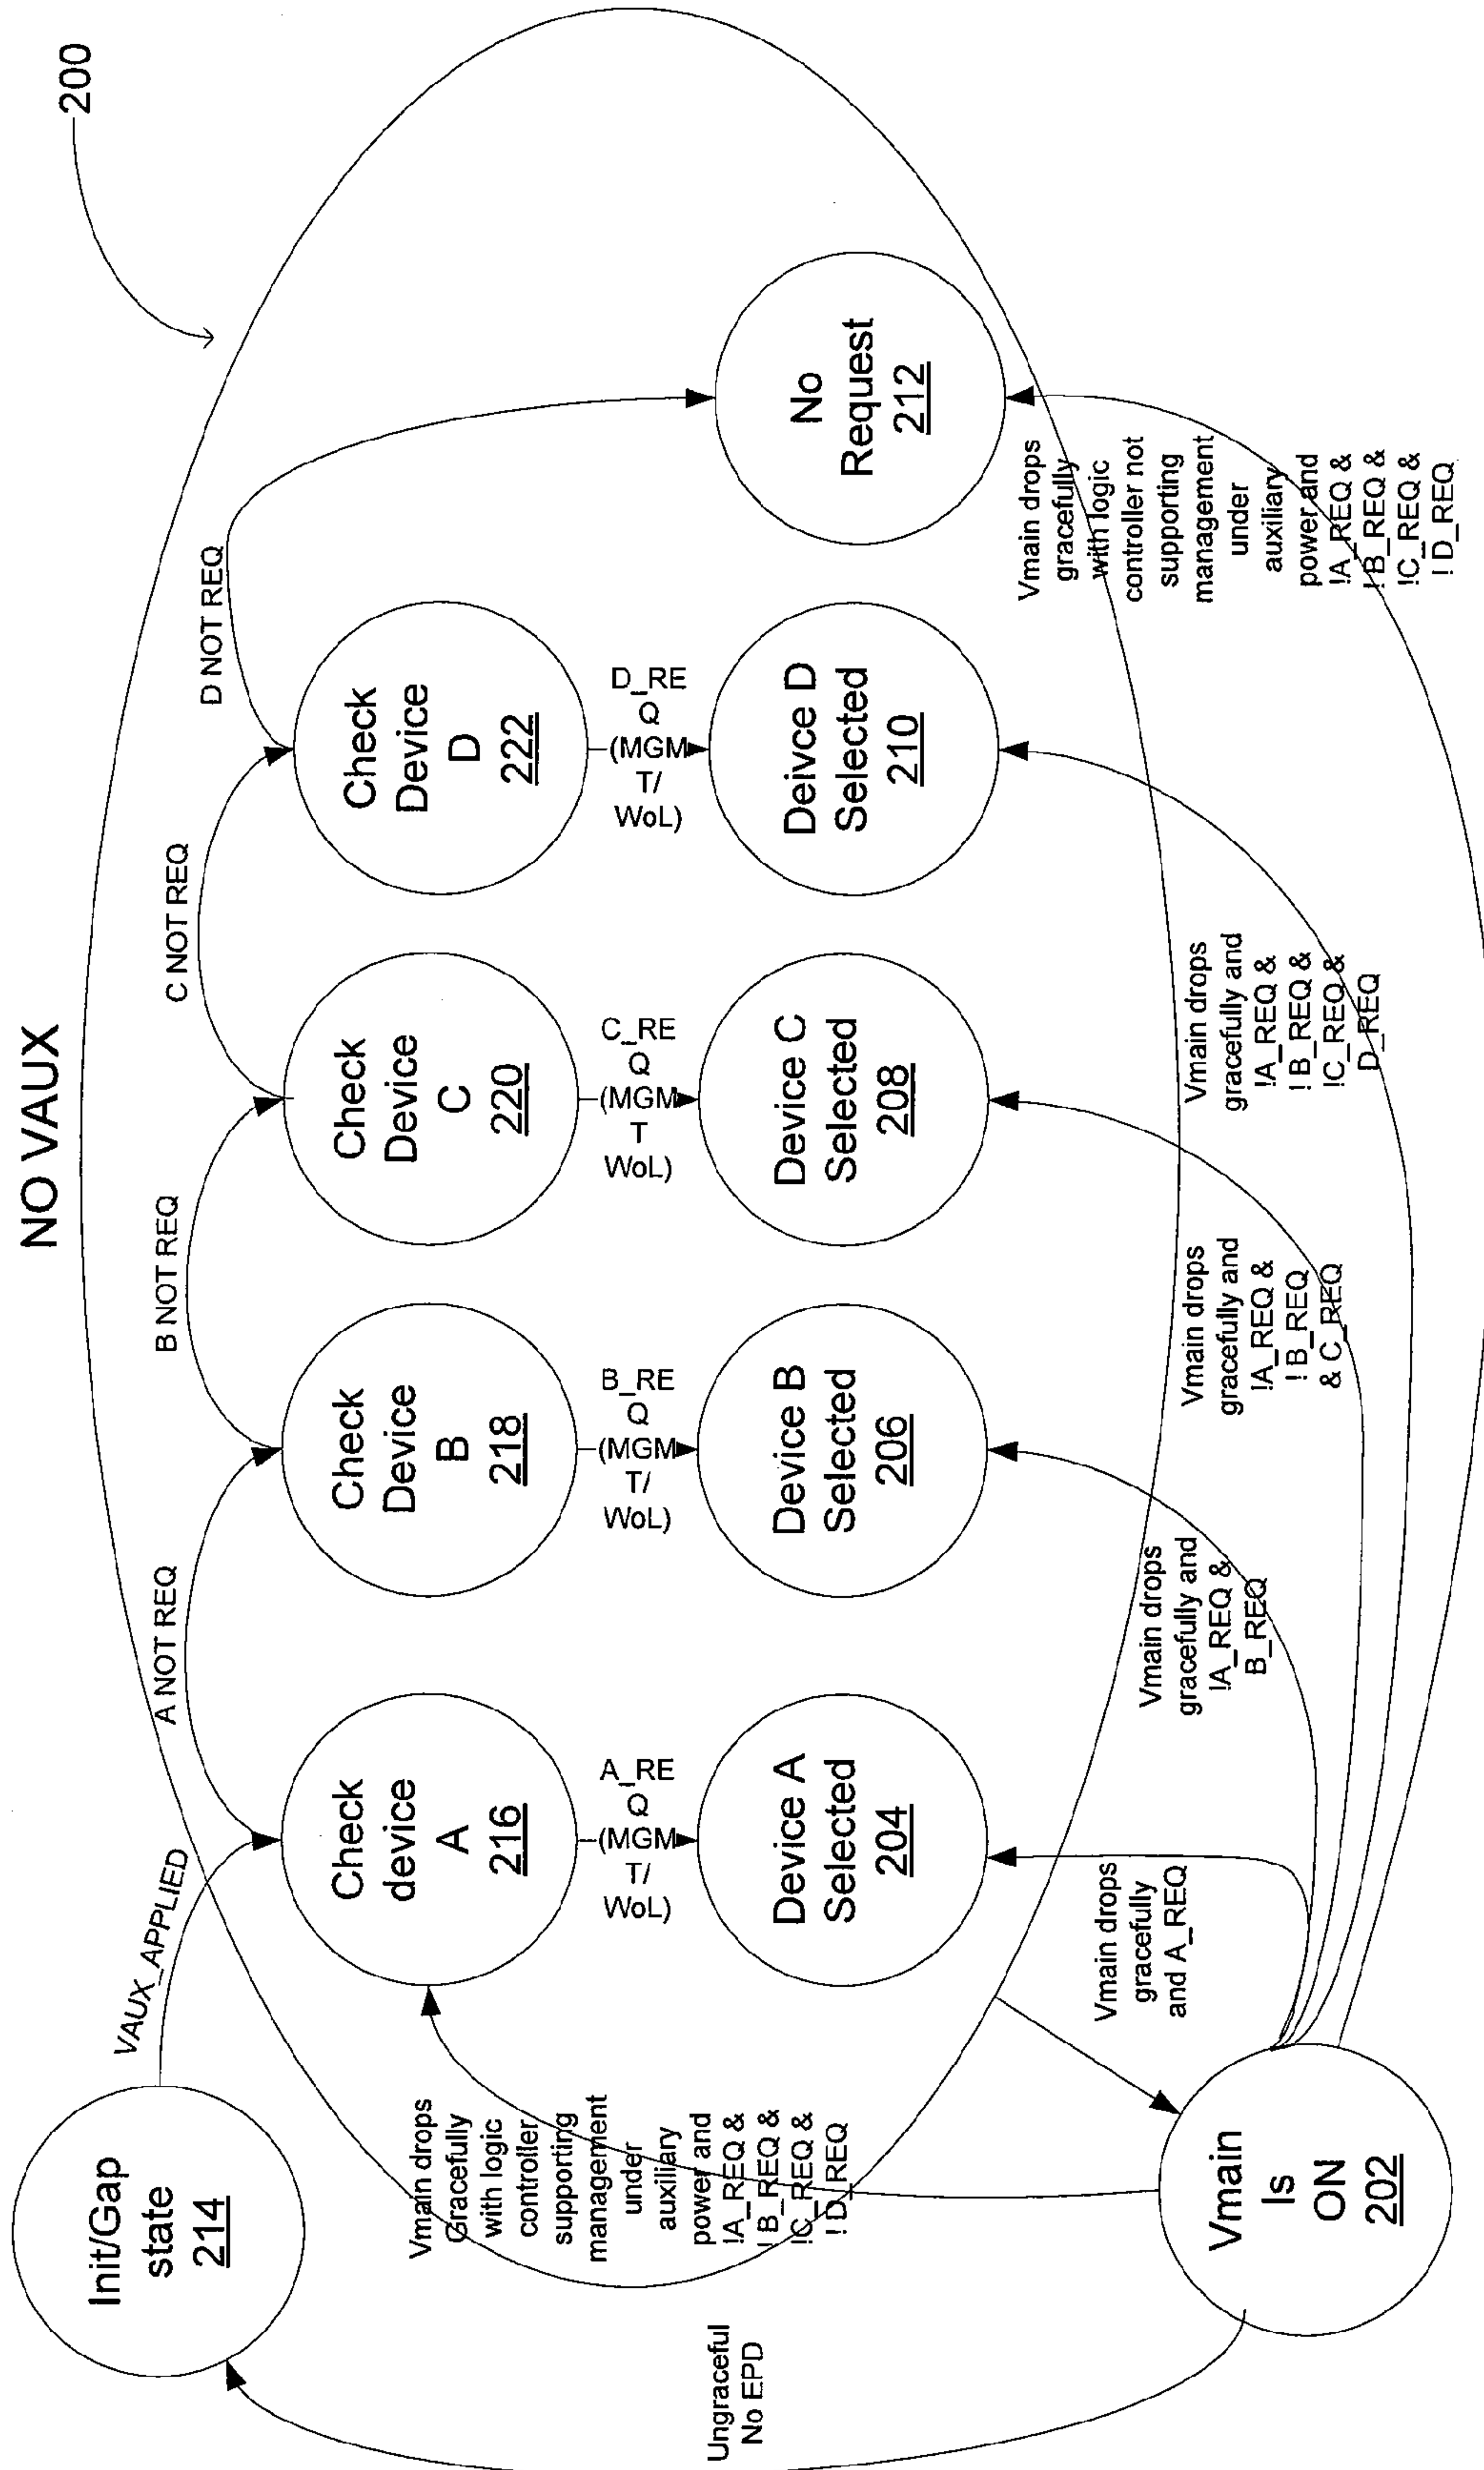 NO VAUX
200
Init/Gap
state
214
VAUX_APPLIED
A NOT REQ
B NOT REQ
C NOT REQ
D NOT REQ
Check
device
A
216
Check
Device
B
218
Check
Device
C
220
Check
Device
D
222
A_RE
Q
(MGM
T/
WoL)
B_RE
Q
(MGM
T/
WoL)
C_RE
Q
(MGM
T
WoL)
D_RE
Q
(MGM
T/
WoL)
Device A
Selected
204
Device B
Selected
206
Device C
Selected
208
Deivce D
Selected
210
No
Request
212
Vmain drops
Gracefully
with logic
controller
supporting
management
under
auxiliary
power and
!A_REQ &
! B_REQ &
!C_REQ &
! D_REQ
Ungraceful
No EPD
Vmain
Is
ON
202
Vmain drops
gracefully
and A_REQ
Vmain drops
gracefully and
!A_REQ &
B_REQ
Vmain drops
gracefully and
!A_REQ &
! B_REQ
& C_REQ
Vmain drops
gracefully and
!A_REQ &
! B_REQ &
!C_REQ &
D_REQ
Vmain drops
gracefully
with logic
controller not
supporting
management
under
auxiliary
power and
!A_REQ &
! B_REQ &
!C_REQ &
! D_REQ